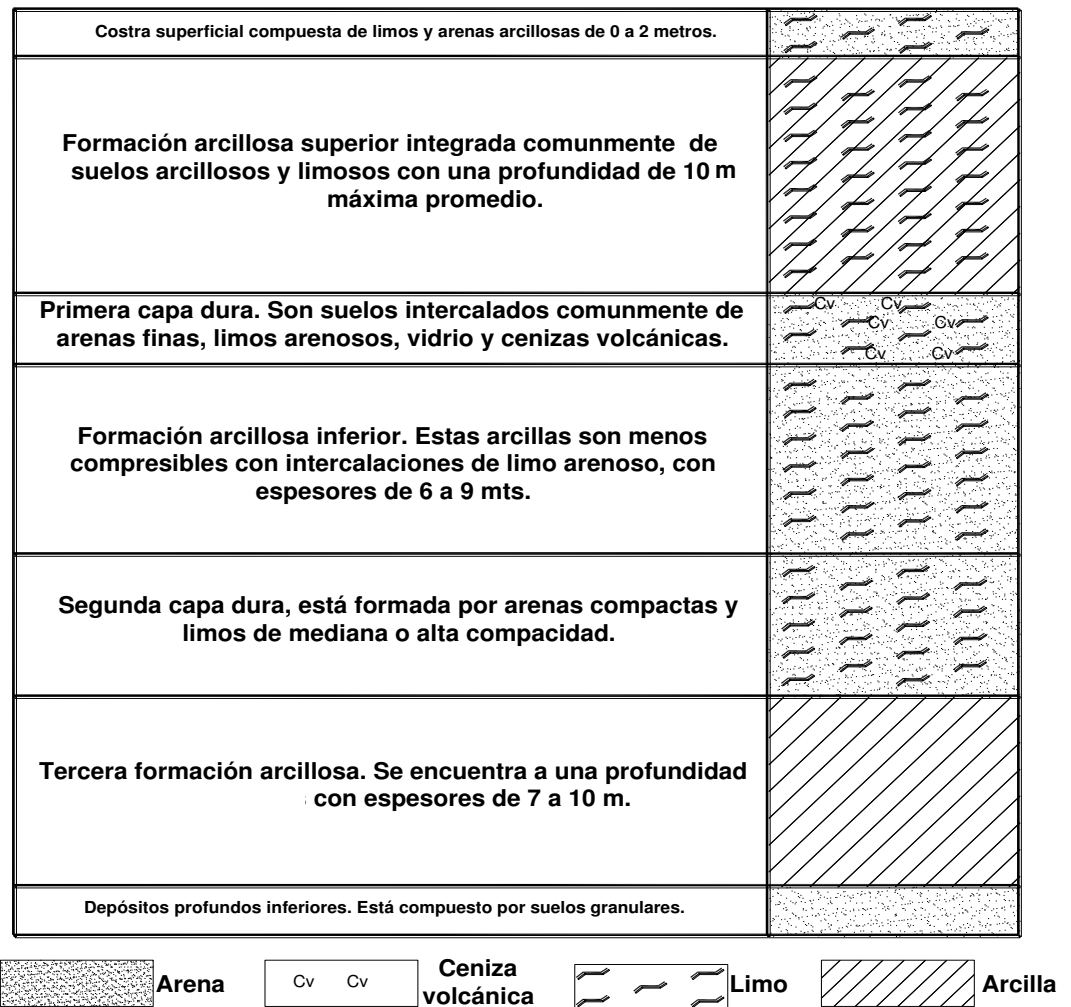 Costra superficial compuesta de limos y arenas arcillosas de 0 a 2 metros.
Formación arcillosa superior integrada comunmente de
suelos arcillosos y limosos con una profundidad de 10 m
máxima promedio.
Primera capa dura. Son suelos intercalados comunmente de
arenas finas, limos arenosos, vidrio y cenizas volcánicas.
Cv Cv
Cv Cv
Cv Cv
Formación arcillosa inferior. Estas arcillas son menos
compresibles con intercalaciones de limo arenoso, con
espesores de 6 a 9 mts.
Segunda capa dura, está formada por arenas compactas y
limos de mediana o alta compacidad.
Tercera formación arcillosa. Se encuentra a una profundidad
con espesores de 7 a 10 m.
Depósitos profundos inferiores. Está compuesto por suelos granulares.
Arena
Cv Cv
Ceniza
volcánica
Limo
Arcilla